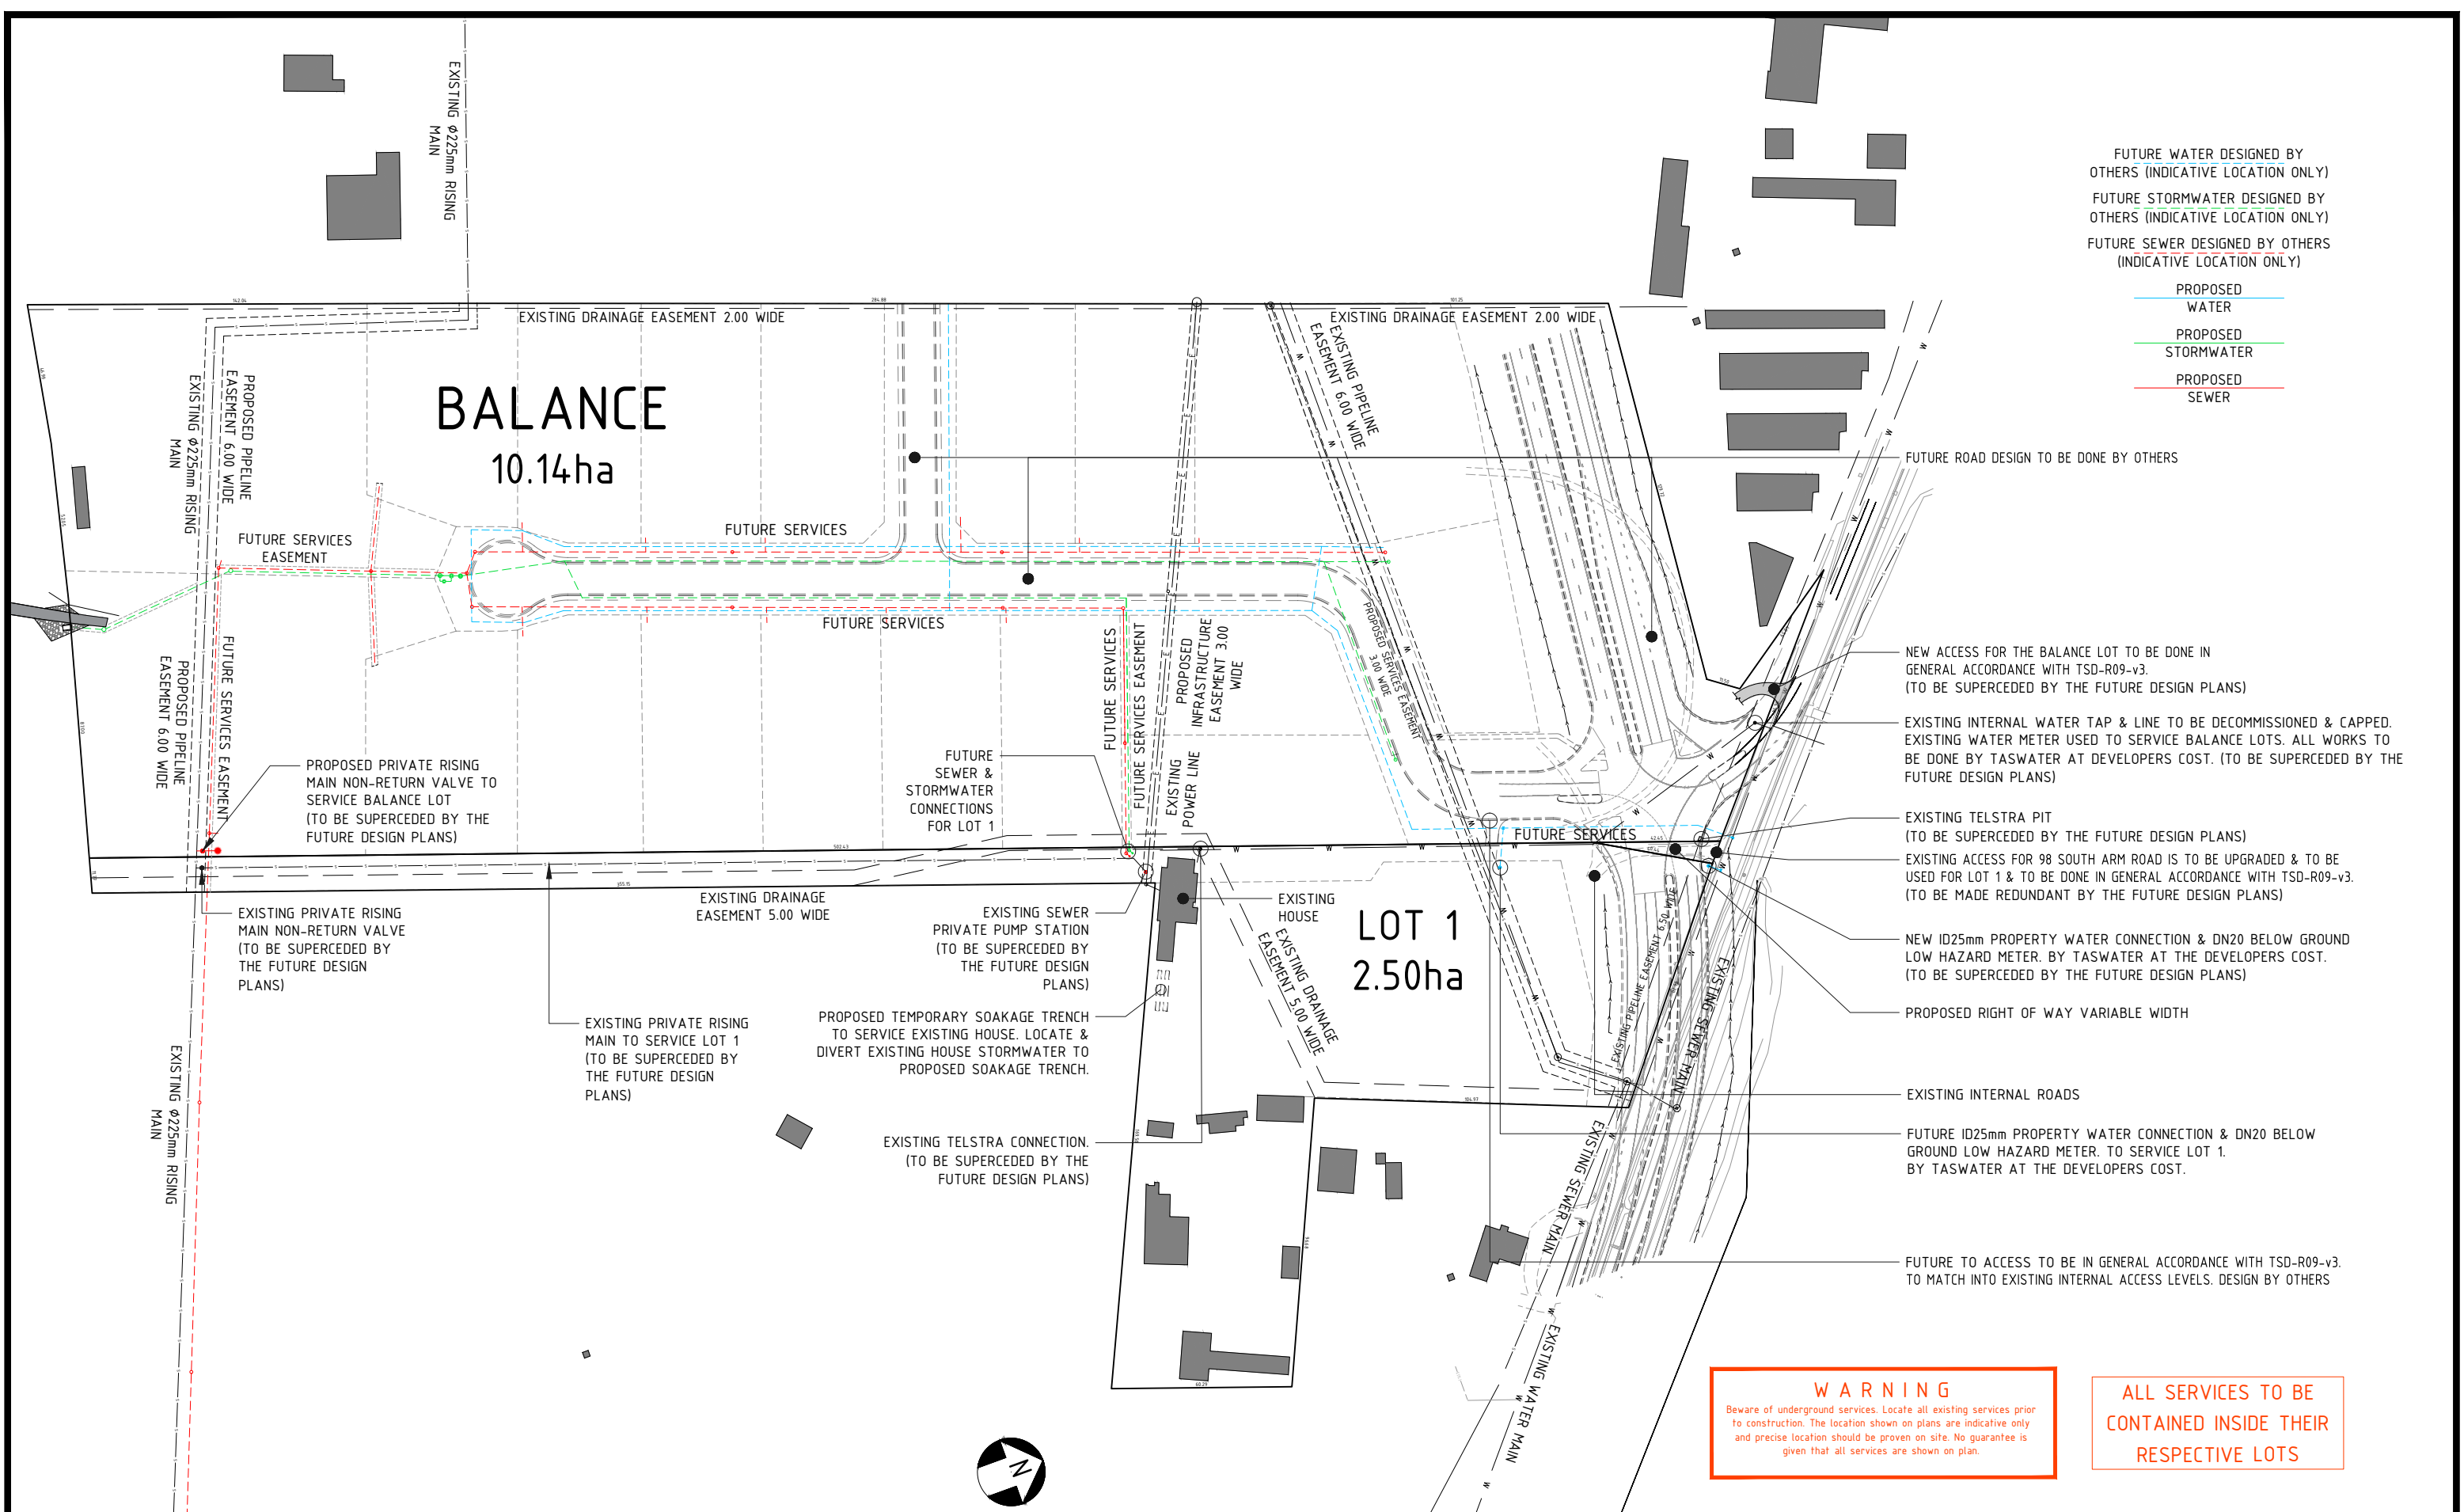 EXISTING Ø225mm RISING
MAIN
FUTURE WATER DESIGNED BY
OTHERS (INDICATIVE LOCATION ONLY)
FUTURE STORMWATER DESIGNED BY
OTHERS (INDICATIVE LOCATION ONLY)
FUTURE SEWER DESIGNED BY OTHERS
(INDICATIVE LOCATION ONLY)
PROPOSED
WATER
PROPOSED
STORMWATER
PROPOSED
SEWER
142.04
284.88
101.25
EXISTING DRAINAGE EASEMENT 2.00 WIDE
EXISTING DRAINAGE EASEMENT 2.00 WIDE
EXISTING PIPELINE
EASEMENT 6.00 WIDE
BALANCE
10.14ha
PROPOSED PIPELINE
EASEMENT 6.00 WIDE
EXISTING Ø225mm RISING
MAIN
FUTURE ROAD DESIGN TO BE DONE BY OTHERS
FUTURE SERVICES
EASEMENT
FUTURE SERVICES
FUTURE SERVICES
FUTURE SERVICES EASEMENT
PROPOSED PIPELINE
EASEMENT 6.00 WIDE
FUTURE SERVICES
FUTURE SERVICES EASEMENT
PROPOSED
INFRASTRUCTURE
EASEMENT 3.00
WIDE
EXISTING
POWER LINE
PROPOSED SERVICES EASEMENT
3.00 WIDE
NEW ACCESS FOR THE BALANCE LOT TO BE DONE IN
GENERAL ACCORDANCE WITH TSD-R09-v3.
(TO BE SUPERCEDED BY THE FUTURE DESIGN PLANS)
EXISTING INTERNAL WATER TAP & LINE TO BE DECOMMISSIONED & CAPPED.
EXISTING WATER METER USED TO SERVICE BALANCE LOTS. ALL WORKS TO
BE DONE BY TASWATER AT DEVELOPERS COST. (TO BE SUPERCEDED BY THE
FUTURE DESIGN PLANS)
PROPOSED PRIVATE RISING
MAIN NON-RETURN VALVE TO
SERVICE BALANCE LOT
(TO BE SUPERCEDED BY THE
FUTURE DESIGN PLANS)
FUTURE
SEWER &
STORMWATER
CONNECTIONS
FOR LOT 1
FUTURE SERVICES
42.45
502.43
355.15
EXISTING TELSTRA PIT
(TO BE SUPERCEDED BY THE FUTURE DESIGN PLANS)
EXISTING ACCESS FOR 98 SOUTH ARM ROAD IS TO BE UPGRADED & TO BE
USED FOR LOT 1 & TO BE DONE IN GENERAL ACCORDANCE WITH TSD-R09-v3.
(TO BE MADE REDUNDANT BY THE FUTURE DESIGN PLANS)
EXISTING DRAINAGE
EASEMENT 5.00 WIDE
EXISTING PRIVATE RISING
MAIN NON-RETURN VALVE
(TO BE SUPERCEDED BY
THE FUTURE DESIGN
PLANS)
EXISTING SEWER
PRIVATE PUMP STATION
(TO BE SUPERCEDED BY
THE FUTURE DESIGN
PLANS)
EXISTING
HOUSE
LOT 1
2.50ha
EXISTING DRAINAGE
EASEMENT 5.00 WIDE
EXISTING PIPELINE EASEMENT 6.50 WIDE
EXISTING SEWER MAIN
NEW ID25mm PROPERTY WATER CONNECTION & DN20 BELOW GROUND
LOW HAZARD METER. BY TASWATER AT THE DEVELOPERS COST.
(TO BE SUPERCEDED BY THE FUTURE DESIGN PLANS)
PROPOSED RIGHT OF WAY VARIABLE WIDTH
EXISTING PRIVATE RISING
MAIN TO SERVICE LOT 1
(TO BE SUPERCEDED BY
THE FUTURE DESIGN
PLANS)
PROPOSED TEMPORARY SOAKAGE TRENCH
TO SERVICE EXISTING HOUSE. LOCATE &
DIVERT EXISTING HOUSE STORMWATER TO
PROPOSED SOAKAGE TRENCH.
EXISTING Ø225mm RISING
MAIN
EXISTING TELSTRA CONNECTION.
(TO BE SUPERCEDED BY THE
FUTURE DESIGN PLANS)
104.97
EXISTING INTERNAL ROADS
FUTURE ID25mm PROPERTY WATER CONNECTION & DN20 BELOW
GROUND LOW HAZARD METER. TO SERVICE LOT 1.
BY TASWATER AT THE DEVELOPERS COST.
EXISTING SEWER MAIN
FUTURE TO ACCESS TO BE IN GENERAL ACCORDANCE WITH TSD-R09-v3.
TO MATCH INTO EXISTING INTERNAL ACCESS LEVELS. DESIGN BY OTHERS
EXISTING WATER MAIN
60.29
N
WARNING
Beware of underground services. Locate all existing services prior
to construction. The location shown on plans are indicative only
and precise location should be proven on site. No guarantee is
given that all services are shown on plan.
ALL SERVICES TO BE
CONTAINED INSIDE THEIR
RESPECTIVE LOTS